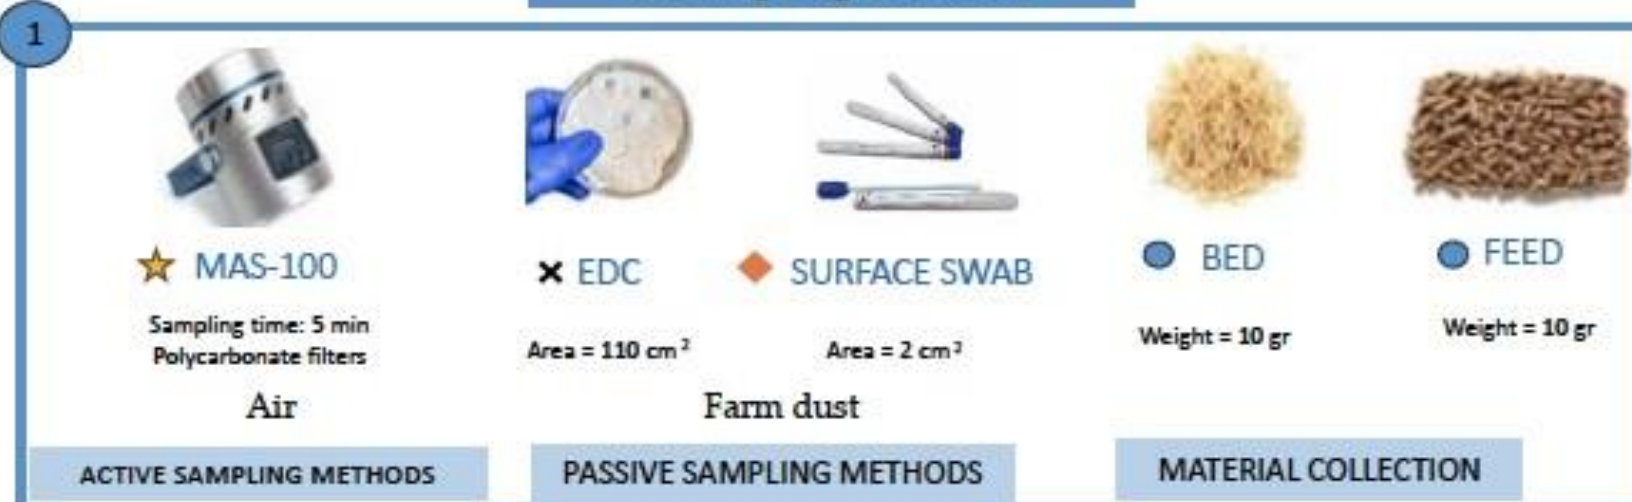 1
MAS-100
Sampling time: 5 min
Polycarbonate filters
Air
ACTIVE SAMPLING METHODS
× EDC
Area = 110 cm²
SURFACE SWAB
Area = 2 cm²
Farm dust
PASSIVE SAMPLING METHODS
BED
Weight = 10 gr
FEED
Weight = 10 gr
MATERIAL COLLECTION